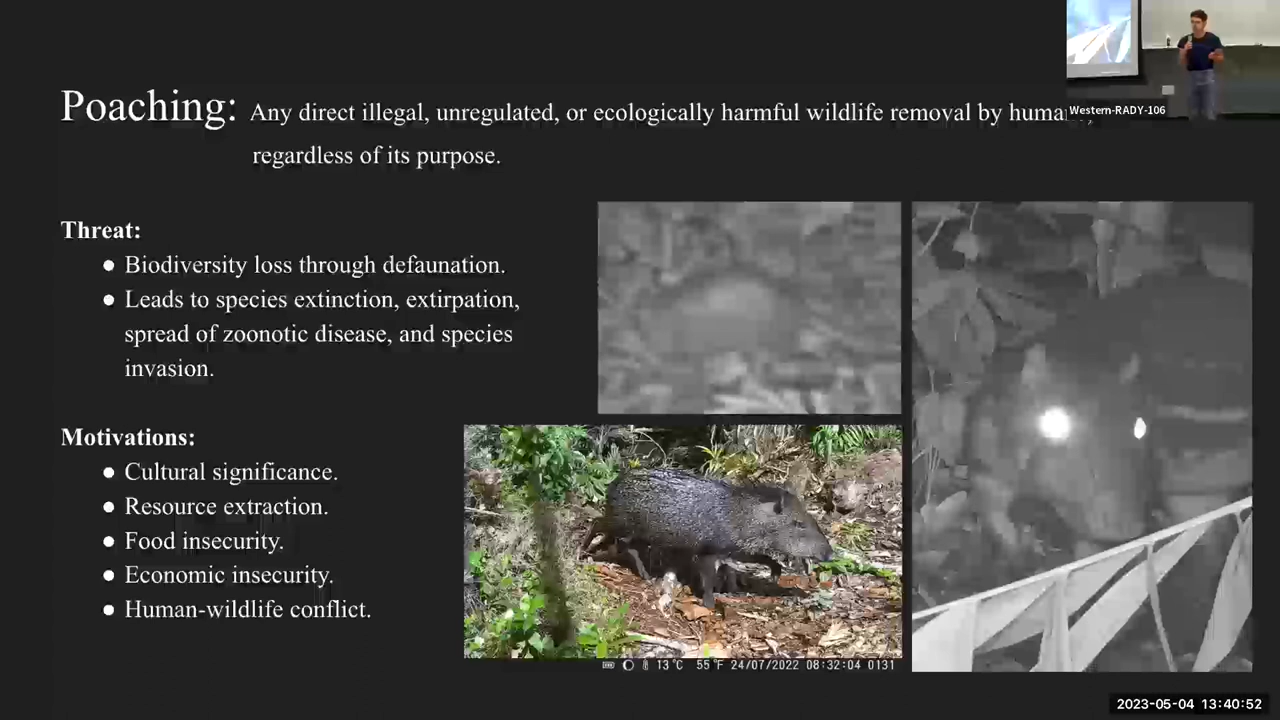 Poaching: Any direct illegal, unregulated, or ecologically harmful wildlife removal by
regardless of its purpose.
Western-RADY-106
Threat:
● Biodiversity loss through defaunation.
● Leads to species extinction, extirpation,
spread of zoonotic disease, and species
invasion.
Motivations:
● Cultural significance.
● Resource extraction.
● Food insecurity.
● Economic insecurity.
● Human-wildlife conflict.
13°C 55°F 24/07/2022 08:32:04 0131
2023-05-04 13:40:52